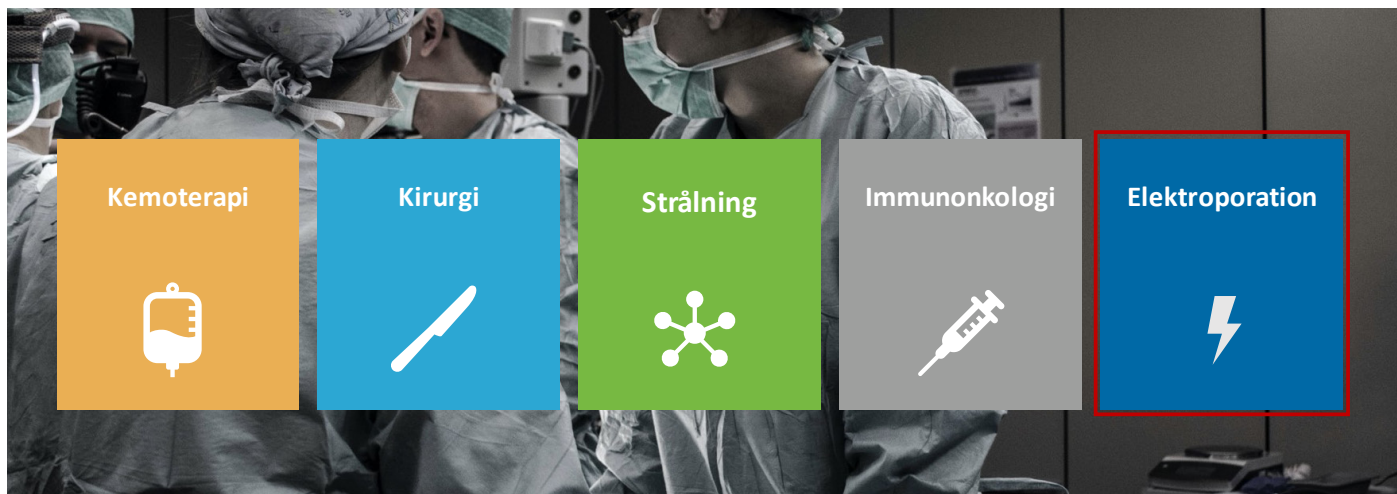 Kemoterapi
Kirurgi
Strålning
Immunonkologi
Elektroporation